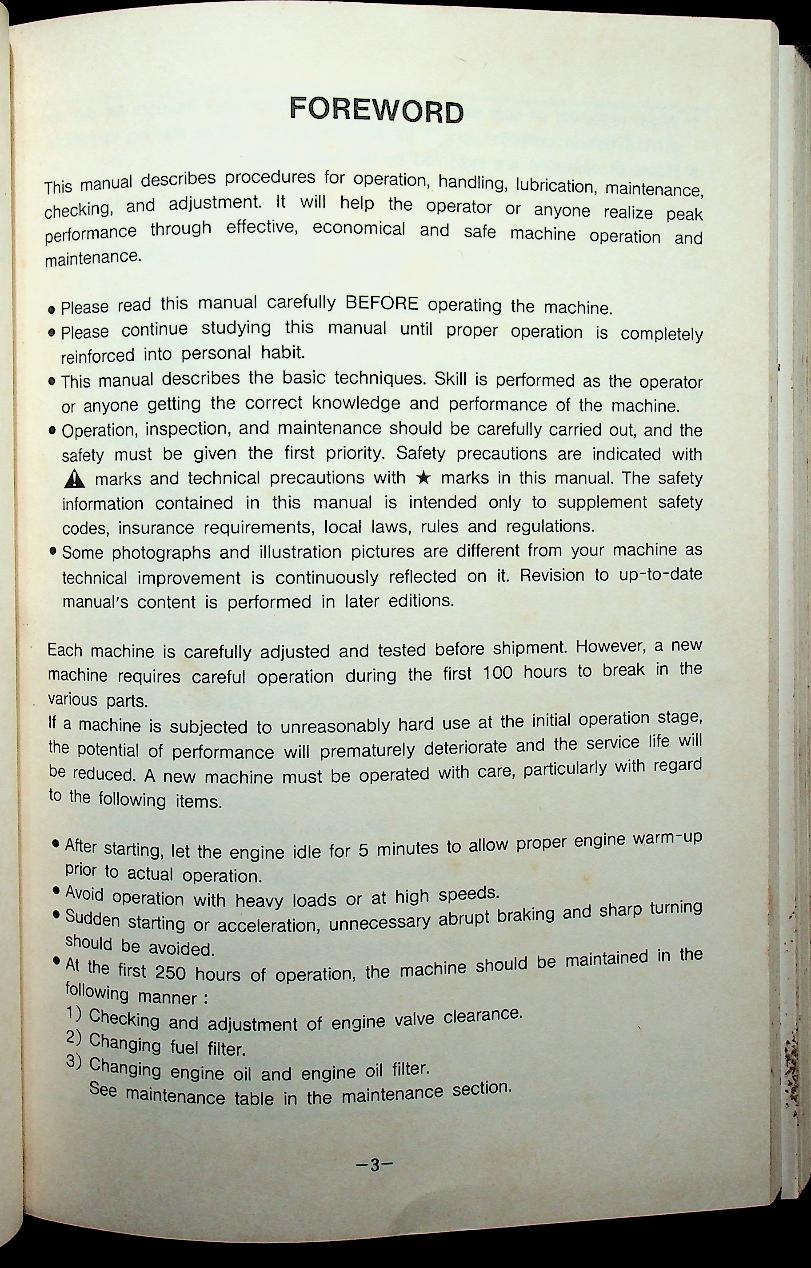 FOREWORD
This manual describes procedures for operation, handling, lubrication, maintenance,
checking, and adjustment. It will help the operator or anyone realize peak
performance through effective, economical and safe machine operation and
maintenance.
• Please read this manual carefully BEFORE operating the machine.
• Please continue studying this manual until proper operation is completely
reinforced into personal habit.
• This manual describes the basic techniques. Skill is performed as the operator
or anyone getting the correct knowledge and performance of the machine.
• Operation, inspection, and maintenance should be carefully carried out, and the
safety must be given the first priority. Safety precautions are indicated with
⚠ marks and technical precautions with ★ marks in this manual. The safety
information contained in this manual is intended only to supplement safety
codes, insurance requirements, local laws, rules and regulations.
• Some photographs and illustration pictures are different from your machine as
technical improvement is continuously reflected on it. Revision to up-to-date
manual's content is performed in later editions.
Each machine is carefully adjusted and tested before shipment. However, a new
machine requires careful operation during the first 100 hours to break in the
various parts.
If a machine is subjected to unreasonably hard use at the initial operation stage,
the potential of performance will prematurely deteriorate and the service life will
be reduced. A new machine must be operated with care, particularly with regard
to the following items.
• After starting, let the engine idle for 5 minutes to allow proper engine warm-up
prior to actual operation.
• Avoid operation with heavy loads or at high speeds.
• Sudden starting or acceleration, unnecessary abrupt braking and sharp turning
should be avoided.
• At the first 250 hours of operation, the machine should be maintained in the
following manner :
1) Checking and adjustment of engine valve clearance.
2) Changing fuel filter.
3) Changing engine oil and engine oil filter.
See maintenance table in the maintenance section.
-3-